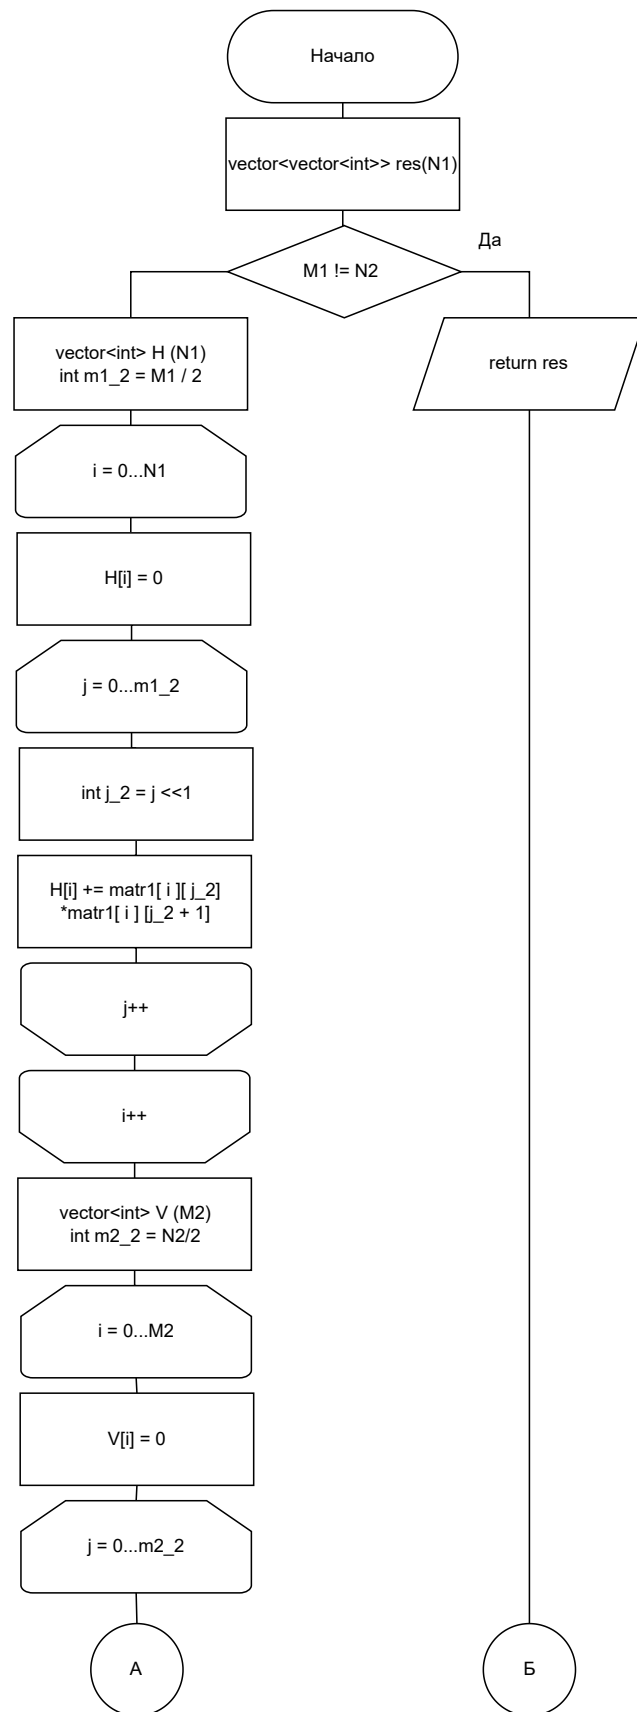 Начало
vector<vector<int>> res(N1)
Да
M1 != N2
vector<int> H (N1)
int m1_2 = M1 / 2
return res
i = 0...N1
H[i] = 0
j = 0...m1_2
int j_2 = j <<1
H[i] += matr1[ i ][ j_2]
*matr1[ i ] [j_2 + 1]
j++
i++
vector<int> V (M2)
int m2_2 = N2/2
i = 0...M2
V[i] = 0
j = 0...m2_2
А
Б